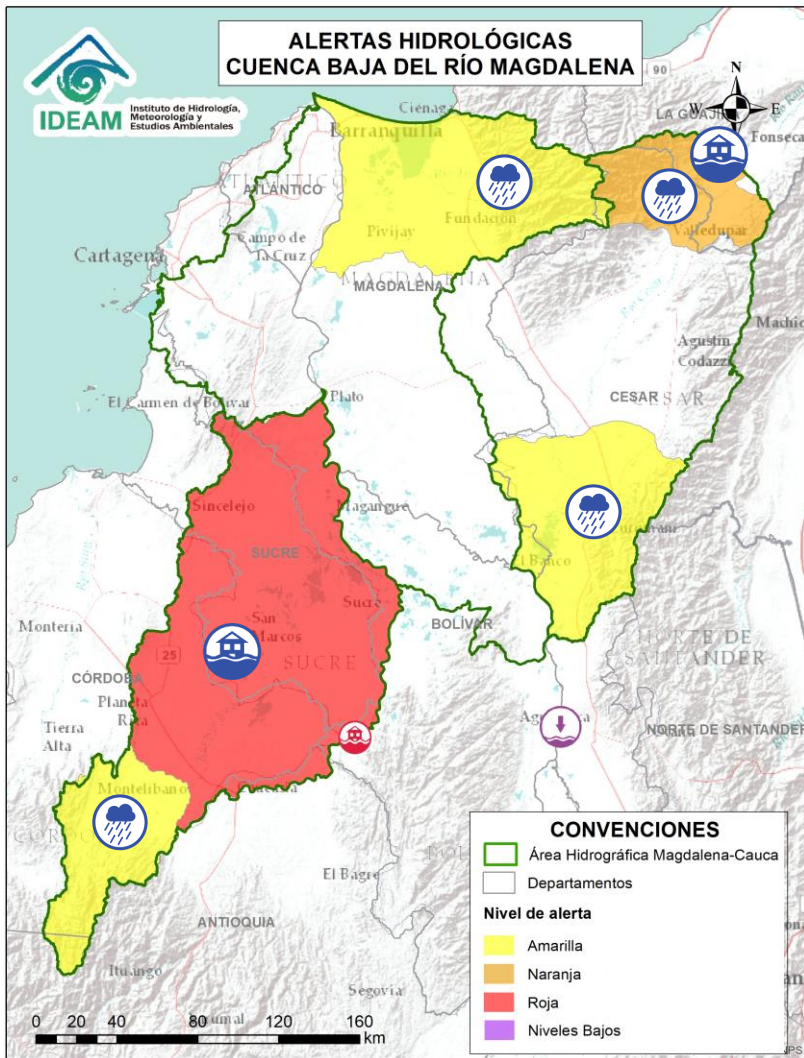 ALERTAS HIDROLÓGICAS
CUENCA BAJA DEL RÍO MAGDALENA
IDEAM
Instituto de Hidrología,
Meteorología y
Estudios Ambientales
90
N
W E
Ciénaga
LA GUAJIRA
Fonseca
Barranquilla
ATLÁNTICO
Fundación
Pivijay
Valledupar
Campo de
la Cruz
Cartagena
MAGDALENA
MAGDALENA
Agustín
Codazzi
CESAR
CESAR
El Carmen de Bolívar
Plato
Sincelejo
Magangué
El Banco
SUCRE
Sucre
San
Marcos
BOLÍVAR
Montería
SUCRE
25
NORTE DE
SANTANDER
CÓRDOBA
Planeta
Rica
Tierra
Alta
NORTE DE SANTANDER
Montelíbano
El Bagre
ANTIOQUIA
Ituango
Segovia
CONVENCIONES
Área Hidrográfica Magdalena-Cauca
Departamentos
Nivel de alerta
Amarilla
Naranja
Roja
Niveles Bajos
0 20 40 80 120 160
km